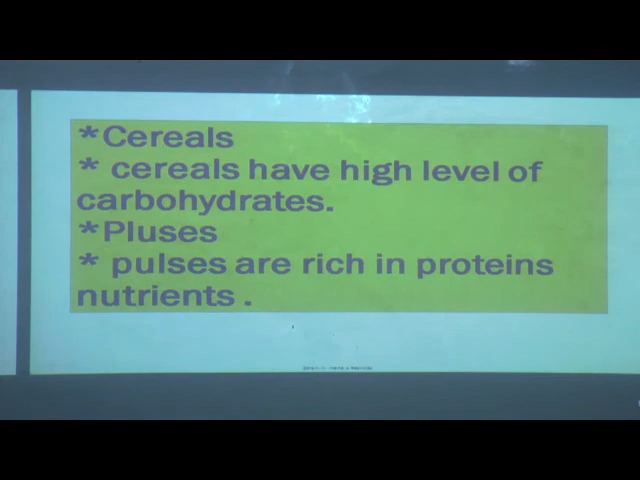 *Cereals
* cereals have high level of
carbohydrates.
*Pluses
* pulses are rich in proteins
nutrients .